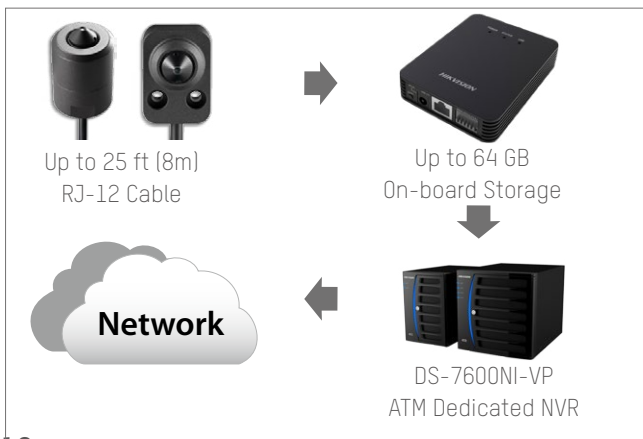 HIKVISION
Up to 25 ft (8m)
RJ-12 Cable
Up to 64 GB
On-board Storage
Network
DS-7600NI-VP
ATM Dedicated NVR